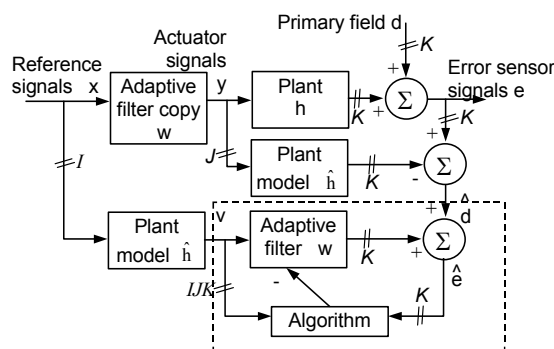 Primary field d
K
Reference signals
x
Adaptive filter copy w
Actuator signals
y
Plant h
K
+
+
Σ
Error sensor signals e
K
I
J
Plant model ĥ
K
+
-
Σ
Plant model ĥ
v
Adaptive filter w
K
+
+
d̂
Σ
ê
IJK
-
Algorithm
K